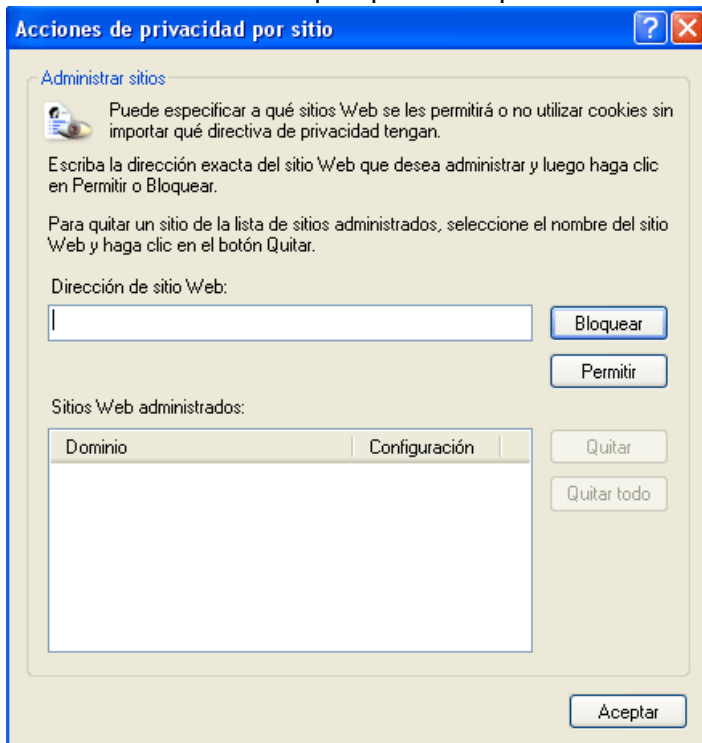 Acciones de privacidad por sitio
Administrar sitios
Puede especificar a qué sitios Web se les permitirá o no utilizar cookies sin
importar qué directiva de privacidad tengan.
Escriba la dirección exacta del sitio Web que desea administrar y luego haga clic
en Permitir o Bloquear.
Para quitar un sitio de la lista de sitios administrados, seleccione el nombre del sitio
Web y haga clic en el botón Quitar.
Dirección de sitio Web:
Bloquear
Permitir
Sitios Web administrados:
Dominio Configuración
Quitar
Quitar todo
Aceptar